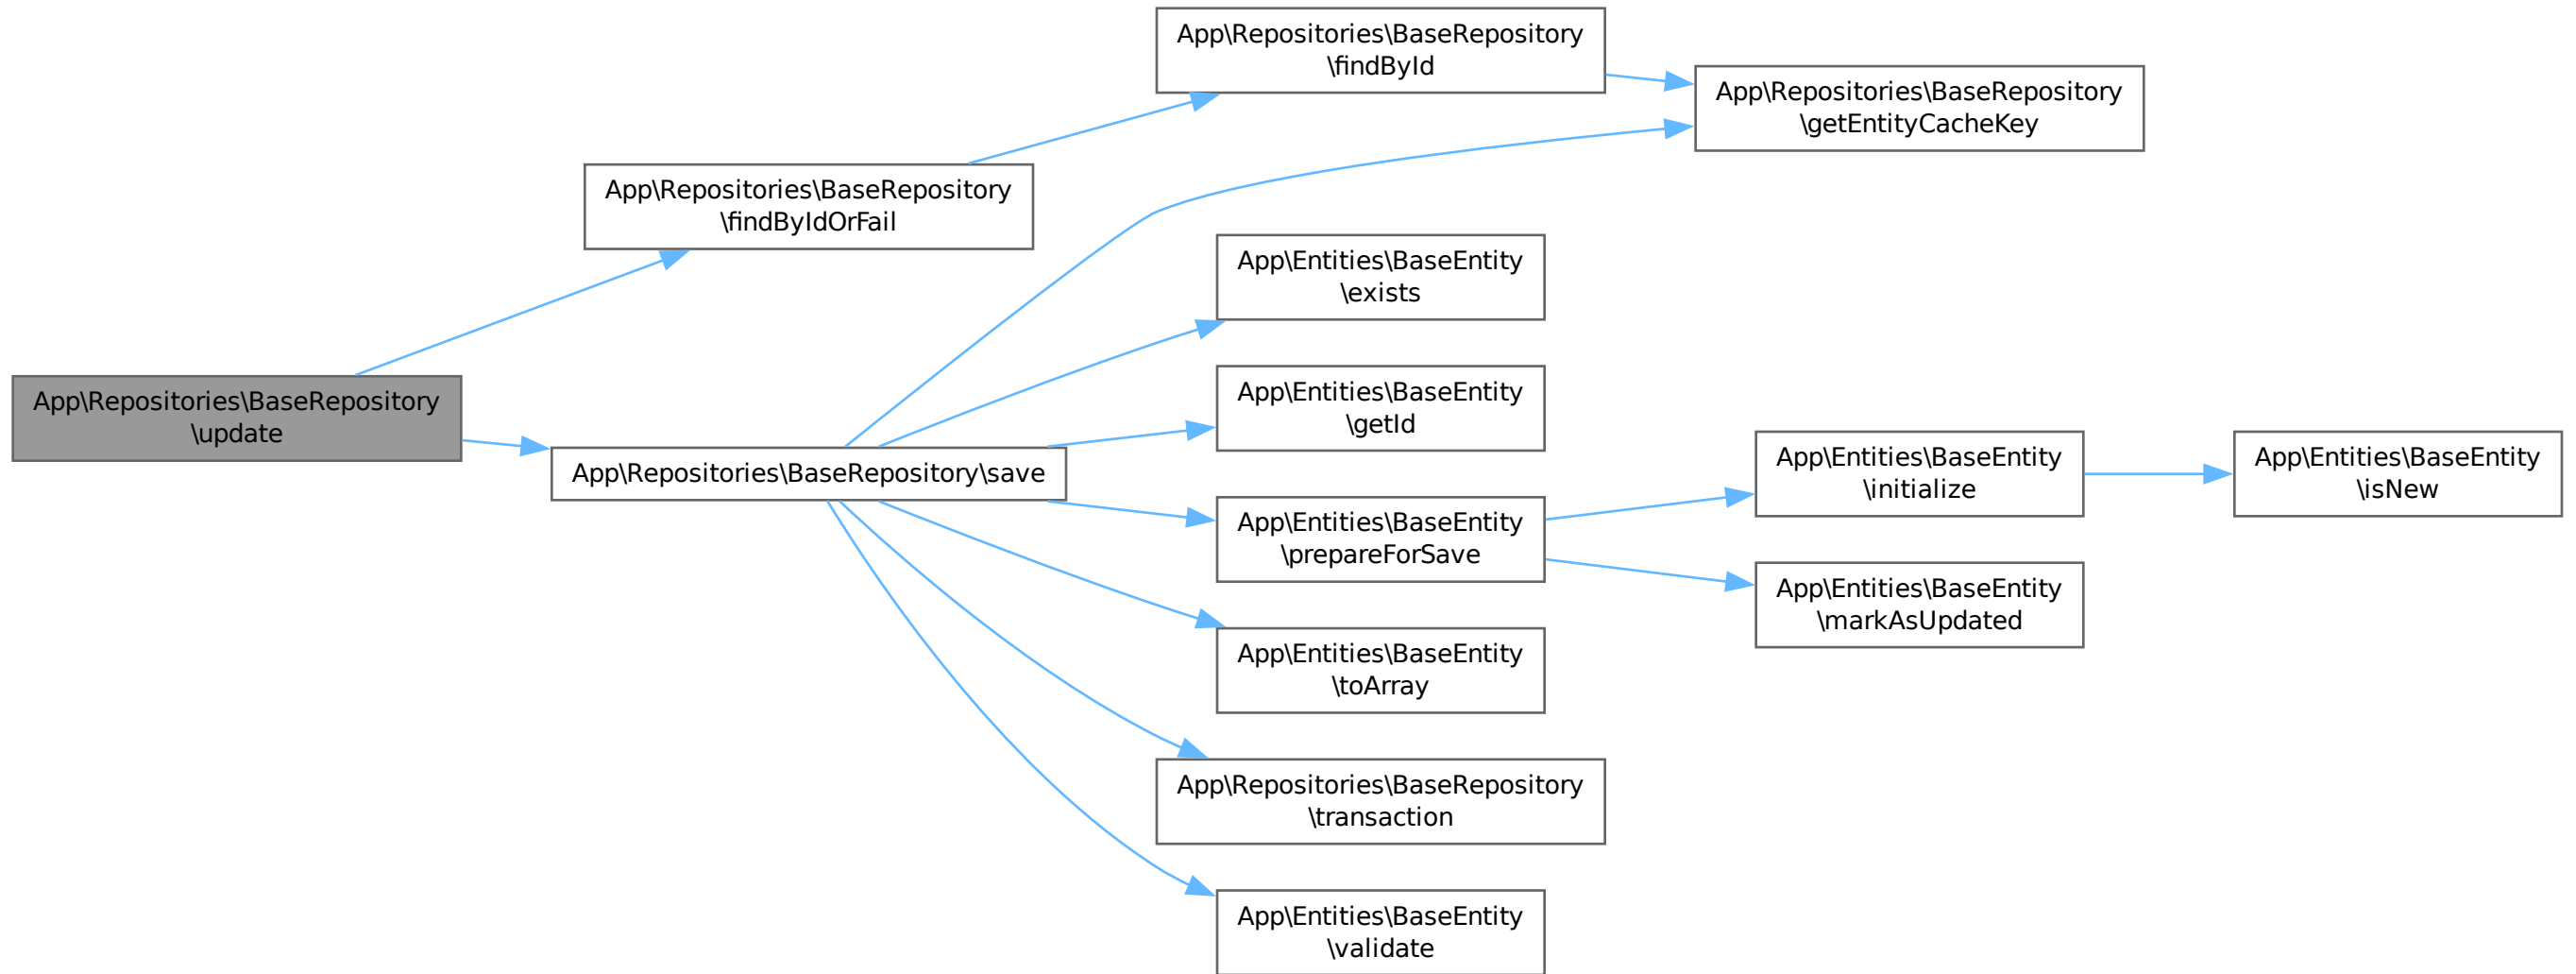 App\Repositories\BaseRepository
\update
App\Repositories\BaseRepository
\findByIdOrFail
App\Repositories\BaseRepository\save
App\Repositories\BaseRepository
\findById
App\Repositories\BaseRepository
\getEntityCacheKey
App\Entities\BaseEntity
\exists
App\Entities\BaseEntity
\getId
App\Entities\BaseEntity
\prepareForSave
App\Entities\BaseEntity
\initialize
App\Entities\BaseEntity
\isNew
App\Entities\BaseEntity
\markAsUpdated
App\Entities\BaseEntity
\toArray
App\Repositories\BaseRepository
\transaction
App\Entities\BaseEntity
\validate